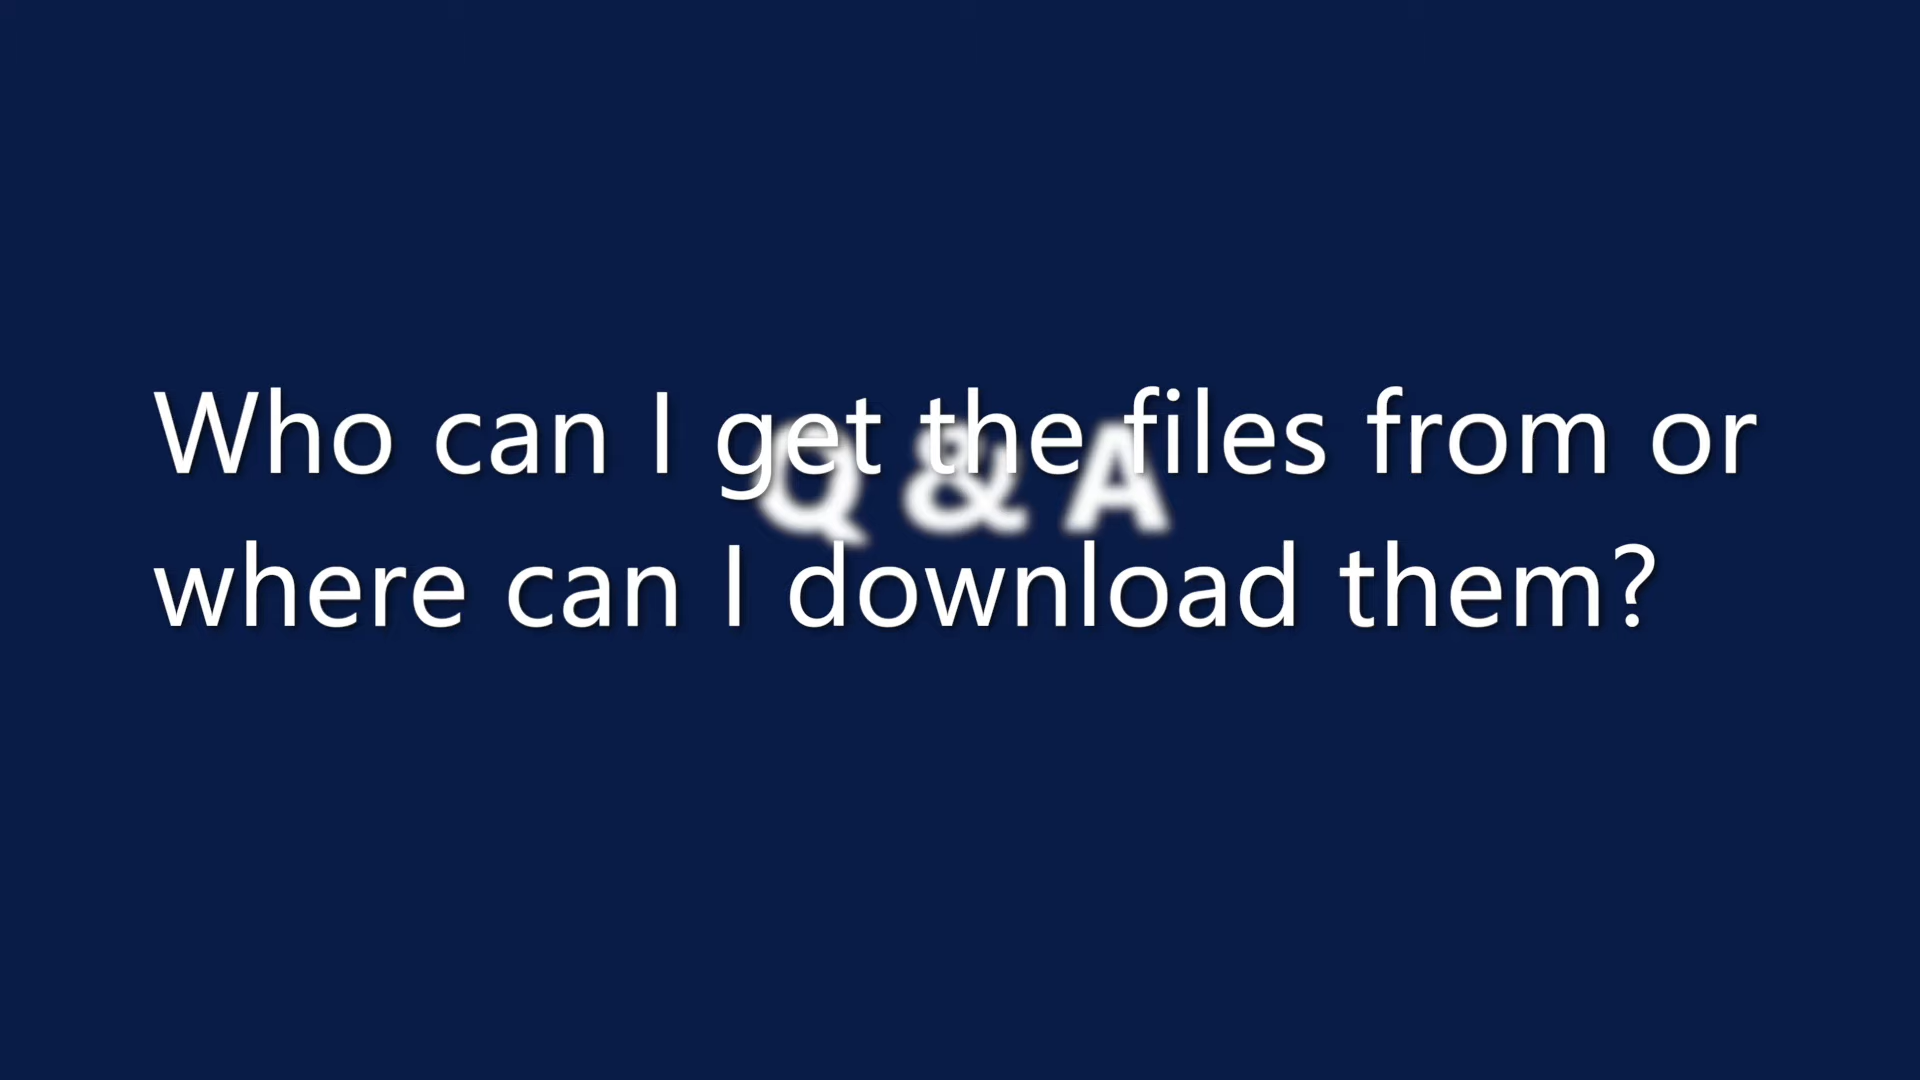 Who can I get the files from or
Q & A
where can I download them?